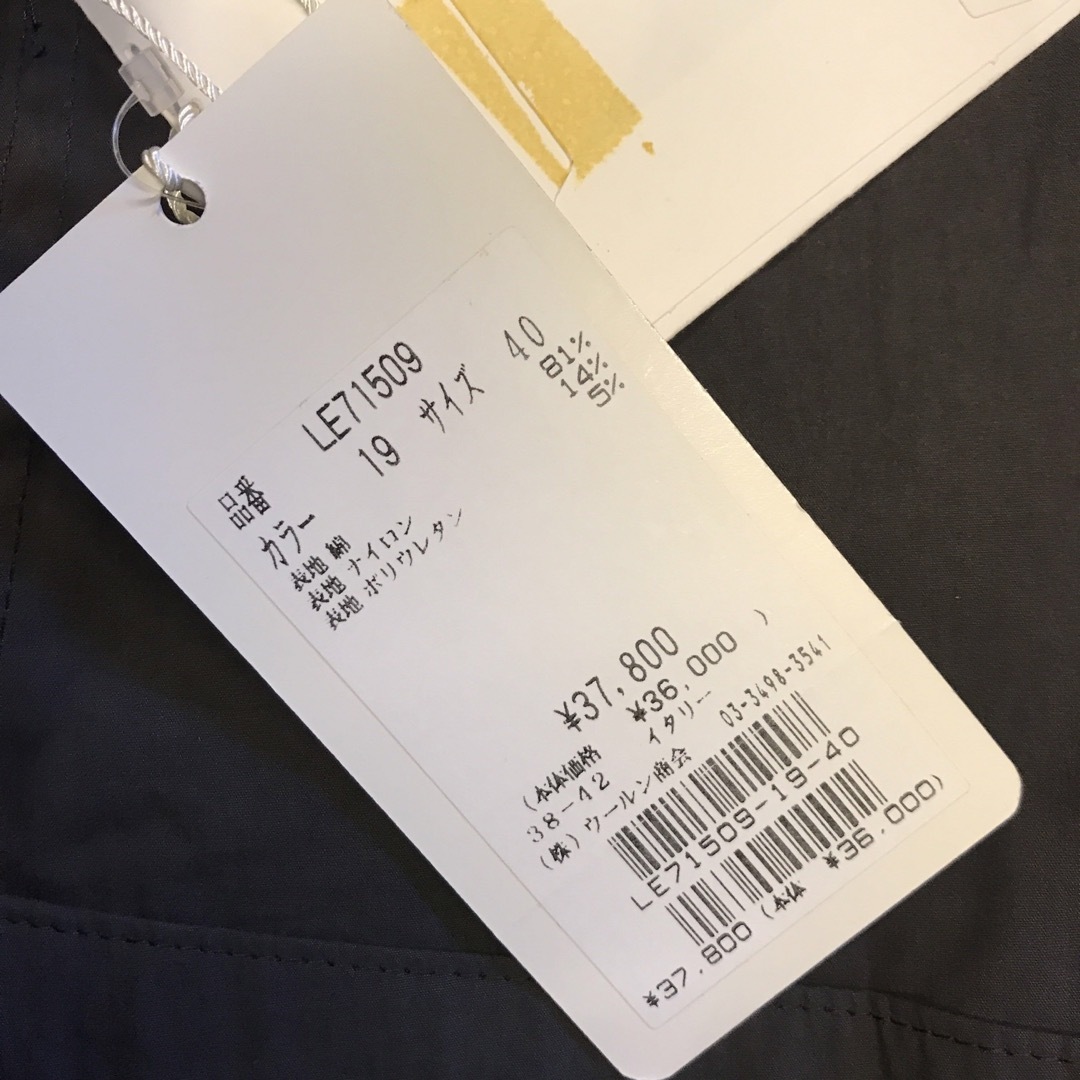 品番 LE71509
カラー 19 サイズ 40
表地 綿 81%
表地 ナイロン 14%
表地 ポリウレタン 5%
¥37,800
(本体価格 ¥36,000 )
38-42 イタリー
(株)ウールン商会 03-3498-3541
LE71509-19-40
¥37,800(本体 ¥36,000)